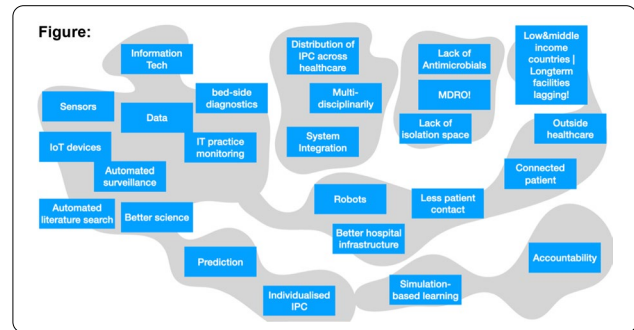 Figure:
Information
Tech
Distribution of
IPC across
healthcare
Lack of
Antimicrobials
Low&middle
income
countries |
Longterm
facilities
lagging!
Sensors
Data
bed-side
diagnostics
Multi-
disciplinarily
MDRO!
IoT devices
IT practice
monitoring
System
Integration
Lack of
isolation space
Outside
healthcare
Automated
surveillance
Connected
patient
Automated
literature search
Better science
Robots
Less patient
contact
Better hospital
infrastructure
Prediction
Accountability
Individualised
IPC
Simulation-
based learning